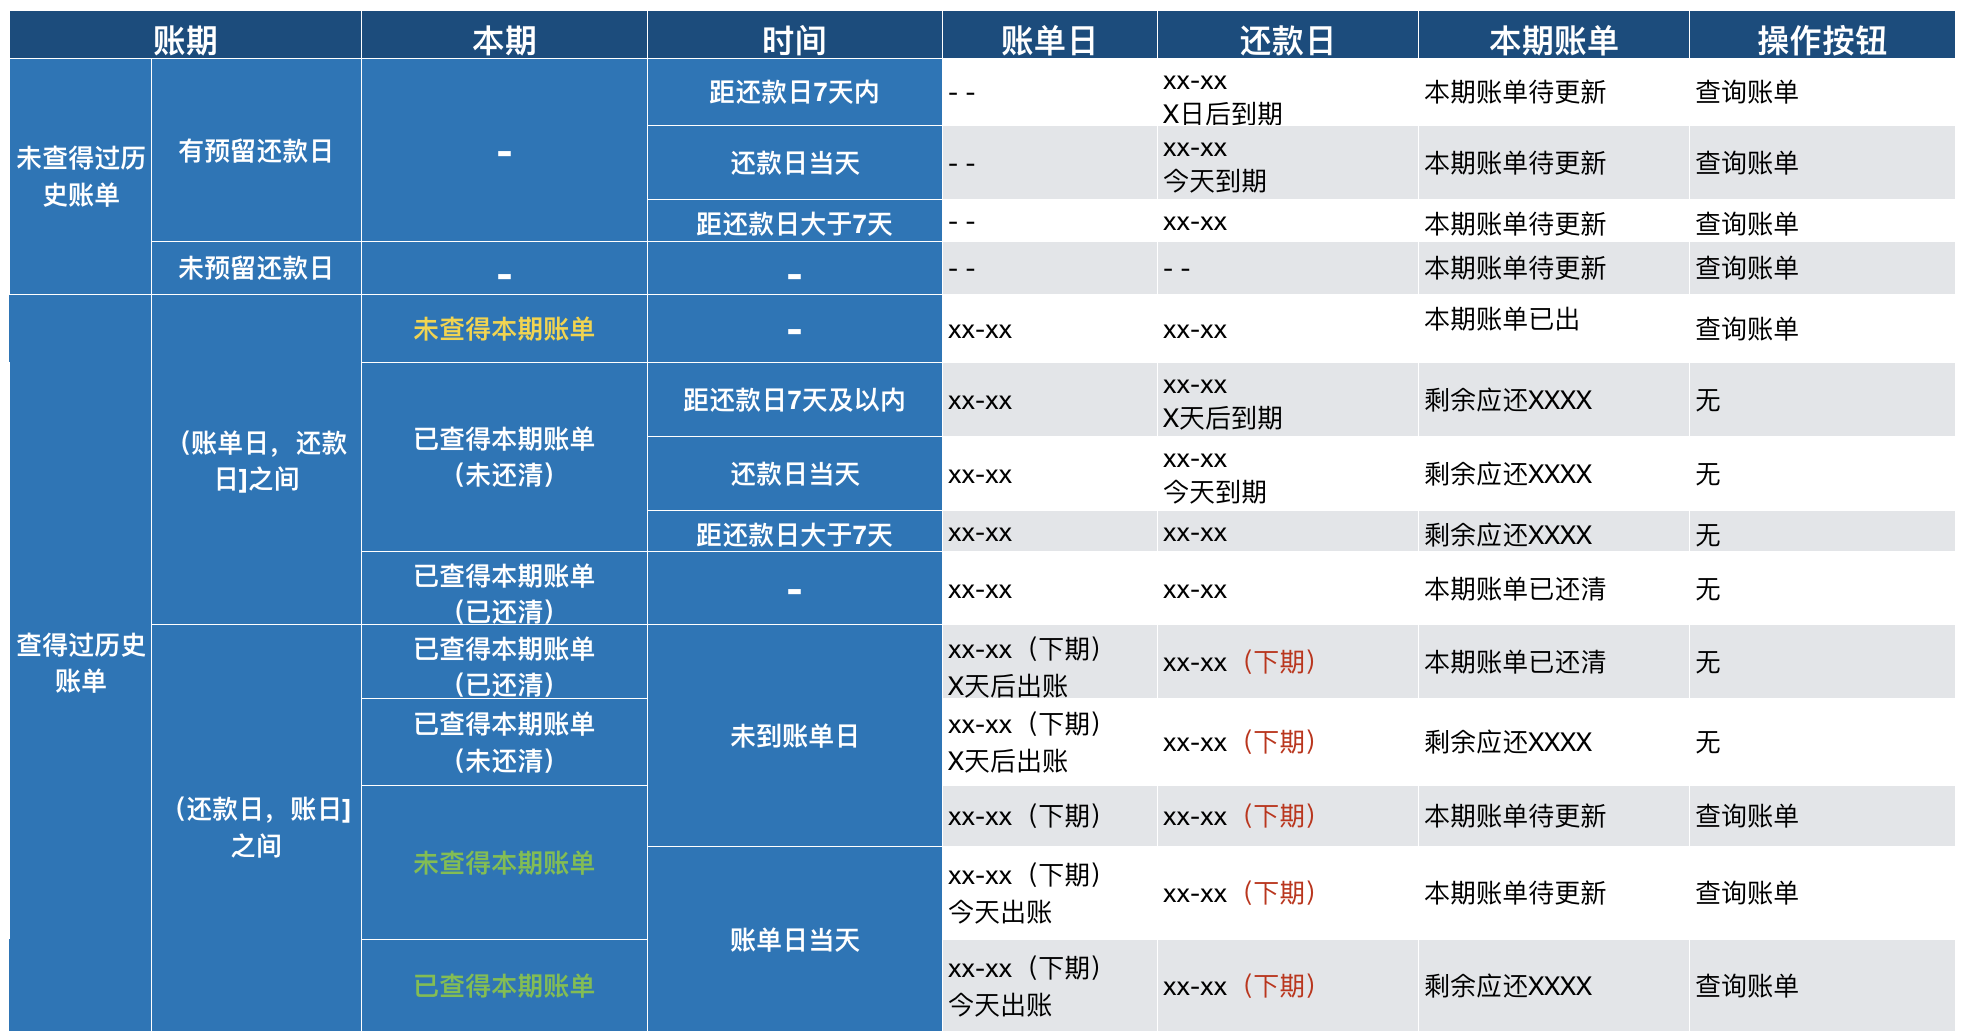 账期 本期 时间 账单日 还款日 本期账单 操作按钮
未查得过历
史账单
有预留还款日
-
距还款日7天内
- -
xx-xx
X日后到期
本期账单待更新
查询账单
还款日当天
- -
xx-xx
今天到期
本期账单待更新
查询账单
距还款日大于7天
- -
xx-xx
本期账单待更新
查询账单
未预留还款日
-
-
- -
- -
本期账单待更新
查询账单
查得过历史
账单
（账单日，还款
日]之间
未查得本期账单
-
xx-xx
xx-xx
本期账单已出
查询账单
已查得本期账单
（未还清）
距还款日7天及以内
xx-xx
xx-xx
X天后到期
剩余应还XXXX
无
还款日当天
xx-xx
xx-xx
今天到期
剩余应还XXXX
无
距还款日大于7天
xx-xx
xx-xx
剩余应还XXXX
无
已查得本期账单
（已还清）
-
xx-xx
xx-xx
本期账单已还清
无
（还款日，账日]
之间
已查得本期账单
（已还清）
未到账单日
xx-xx（下期）
X天后出账
xx-xx（下期）
本期账单已还清
无
已查得本期账单
（未还清）
xx-xx（下期）
X天后出账
xx-xx（下期）
剩余应还XXXX
无
未查得本期账单
xx-xx（下期）
xx-xx（下期）
本期账单待更新
查询账单
账单日当天
xx-xx（下期）
今天出账
xx-xx（下期）
本期账单待更新
查询账单
已查得本期账单
xx-xx（下期）
今天出账
xx-xx（下期）
剩余应还XXXX
查询账单